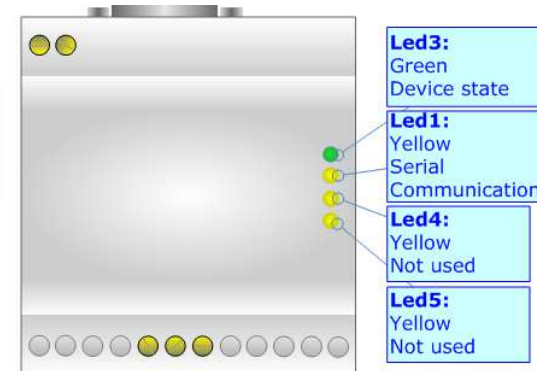 Led3:
Green
Device state
Led1:
Yellow
Serial
Communication
Led4:
Yellow
Not used
Led5:
Yellow
Not used